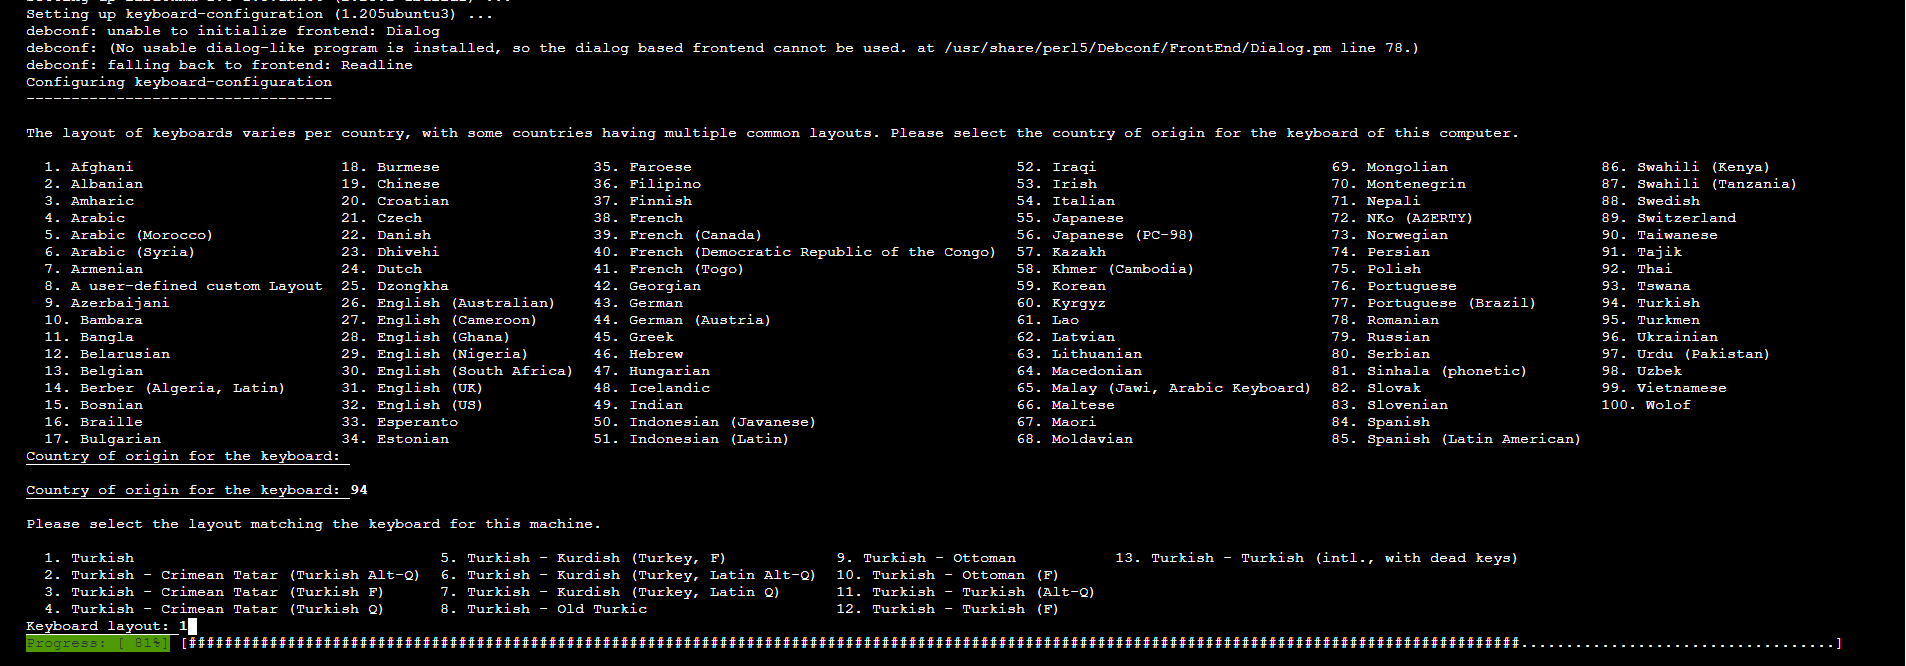 Setting up keyboard-configuration (1.205ubuntu3) ...
debconf: unable to initialize frontend: Dialog
debconf: (No usable dialog-like program is installed, so the dialog based frontend cannot be used. at /usr/share/perl5/Debconf/FrontEnd/Dialog.pm line 78.)
debconf: falling back to frontend: Readline
Configuring keyboard-configuration
----------------------------------
The layout of keyboards varies per country, with some countries having multiple common layouts. Please select the country of origin for the keyboard of this computer.
1. Afghani 18. Burmese 35. Faroese 52. Iraqi 69. Mongolian 86. Swahili (Kenya)
2. Albanian 19. Chinese 36. Filipino 53. Irish 70. Montenegrin 87. Swahili (Tanzania)
3. Amharic 20. Croatian 37. Finnish 54. Italian 71. Nepali 88. Swedish
4. Arabic 21. Czech 38. French 55. Japanese 72. NKo (AZERTY) 89. Switzerland
5. Arabic (Morocco) 22. Danish 39. French (Canada) 56. Japanese (PC-98) 73. Norwegian 90. Taiwanese
6. Arabic (Syria) 23. Dhivehi 40. French (Democratic Republic of the Congo) 57. Kazakh 74. Persian 91. Tajik
7. Armenian 24. Dutch 41. French (Togo) 58. Khmer (Cambodia) 75. Polish 92. Thai
8. A user-defined custom Layout 25. Dzongkha 42. Georgian 59. Korean 76. Portuguese 93. Tswana
9. Azerbaijani 26. English (Australian) 43. German 60. Kyrgyz 77. Portuguese (Brazil) 94. Turkish
10. Bambara 27. English (Cameroon) 44. German (Austria) 61. Lao 78. Romanian 95. Turkmen
11. Bangla 28. English (Ghana) 45. Greek 62. Latvian 79. Russian 96. Ukrainian
12. Belarusian 29. English (Nigeria) 46. Hebrew 63. Lithuanian 80. Serbian 97. Urdu (Pakistan)
13. Belgian 30. English (South Africa) 47. Hungarian 64. Macedonian 81. Sinhala (phonetic) 98. Uzbek
14. Berber (Algeria, Latin) 31. English (UK) 48. Icelandic 65. Malay (Jawi, Arabic Keyboard) 82. Slovak 99. Vietnamese
15. Bosnian 32. English (US) 49. Indian 66. Maltese 83. Slovenian 100. Wolof
16. Braille 33. Esperanto 50. Indonesian (Javanese) 67. Maori 84. Spanish
17. Bulgarian 34. Estonian 51. Indonesian (Latin) 68. Moldavian 85. Spanish (Latin American)
Country of origin for the keyboard:
Country of origin for the keyboard: 94
Please select the layout matching the keyboard for this machine.
1. Turkish 5. Turkish - Kurdish (Turkey, F) 9. Turkish - Ottoman 13. Turkish - Turkish (intl., with dead keys)
2. Turkish - Crimean Tatar (Turkish Alt-Q) 6. Turkish - Kurdish (Turkey, Latin Alt-Q) 10. Turkish - Ottoman (F)
3. Turkish - Crimean Tatar (Turkish F) 7. Turkish - Kurdish (Turkey, Latin Q) 11. Turkish - Turkish (Alt-Q)
4. Turkish - Crimean Tatar (Turkish Q) 8. Turkish - Old Turkic 12. Turkish - Turkish (F)
Keyboard layout: 1
Progress: [ 81%]